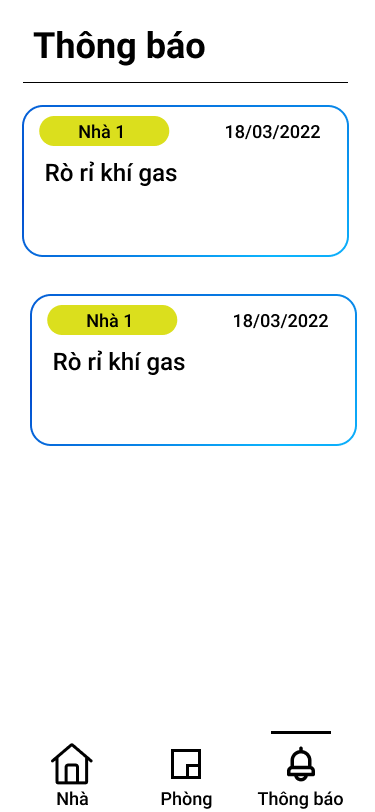 Thông báo
Nhà 1 18/03/2022
Rò rỉ khí gas
Nhà 1 18/03/2022
Rò rỉ khí gas
Nhà Phòng Thông báo